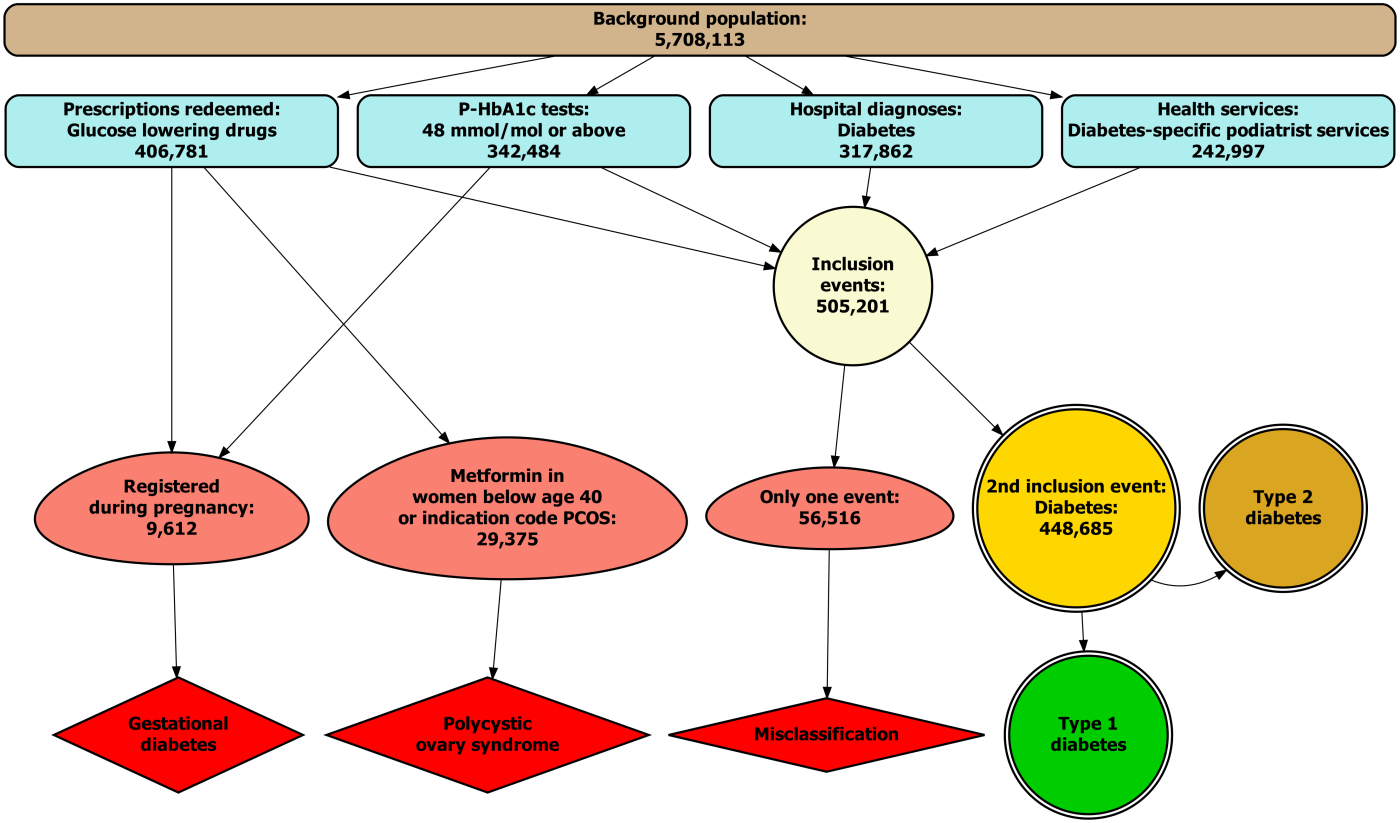 Background population:
5,708,113
Prescriptions redeemed:
Glucose lowering drugs
406,781
P-HbA1c tests:
48 mmol/mol or above
342,484
Hospital diagnoses:
Diabetes
317,862
Health services:
Diabetes-specific podiatrist services
242,997
Inclusion
events:
505,201
Registered
during pregnancy:
9,612
Metformin in
women below age 40
or indication code PCOS:
29,375
Only one event:
56,516
2nd inclusion event:
Diabetes:
448,685
Type 2
diabetes
Gestational
diabetes
Polycystic
ovary syndrome
Misclassification
Type 1
diabetes